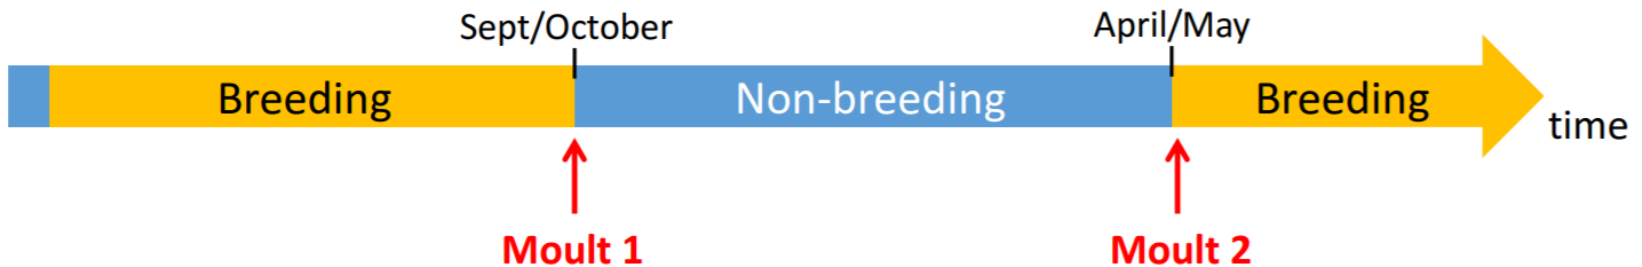 Sept/October
April/May
Breeding
Non-breeding
Breeding
time
Moult 1
Moult 2